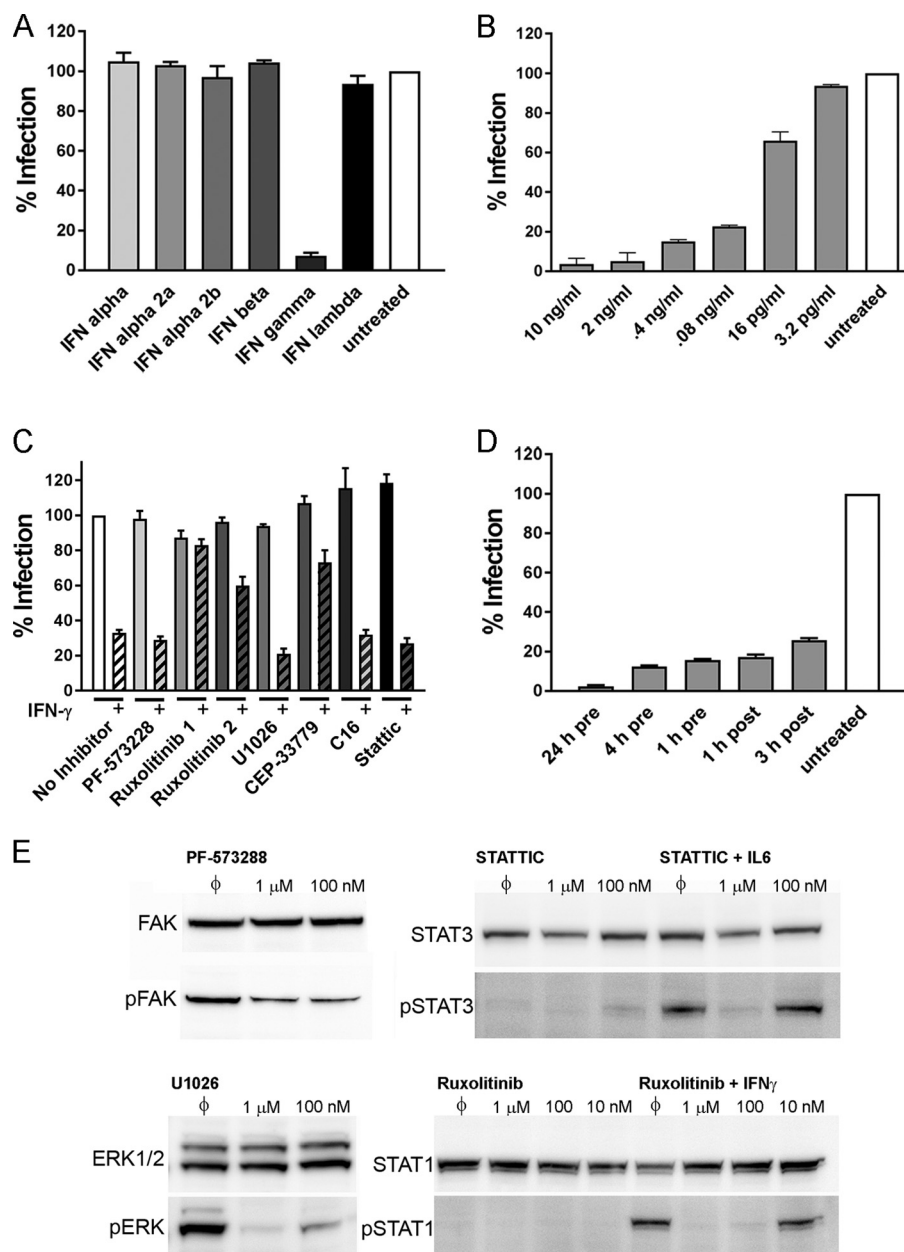 A
% Infection
120
100
80
60
40
20
0
IFN alpha
IFN alpha 2a
IFN alpha 2b
IFN beta
IFN gamma
IFN lambda
untreated
B
% Infection
120
100
80
60
40
20
0
10 ng/ml
2 ng/ml
.4 ng/ml
.08 ng/ml
16 pg/ml
3.2 pg/ml
untreated
C
% Infection
120
100
80
60
40
20
0
IFN-γ + + + + + + + +
No Inhibitor
PF-573228
Ruxolitinib 1
Ruxolitinib 2
U1026
CEP-33779
C16
Stattic
D
% Infection
120
100
80
60
40
20
0
24 h pre
4 h pre
1 h pre
1 h post
3 h post
untreated
E
PF-573288
ϕ 1 μM 100 nM
FAK
pFAK
STATTIC STATTIC + IL6
ϕ 1 μM 100 nM ϕ 1 μM 100 nM
STAT3
pSTAT3
U1026
ϕ 1 μM 100 nM
ERK1/2
pERK
Ruxolitinib Ruxolitinib + IFNγ
ϕ 1 μM 100 10 nM ϕ 1 μM 100 10 nM
STAT1
pSTAT1